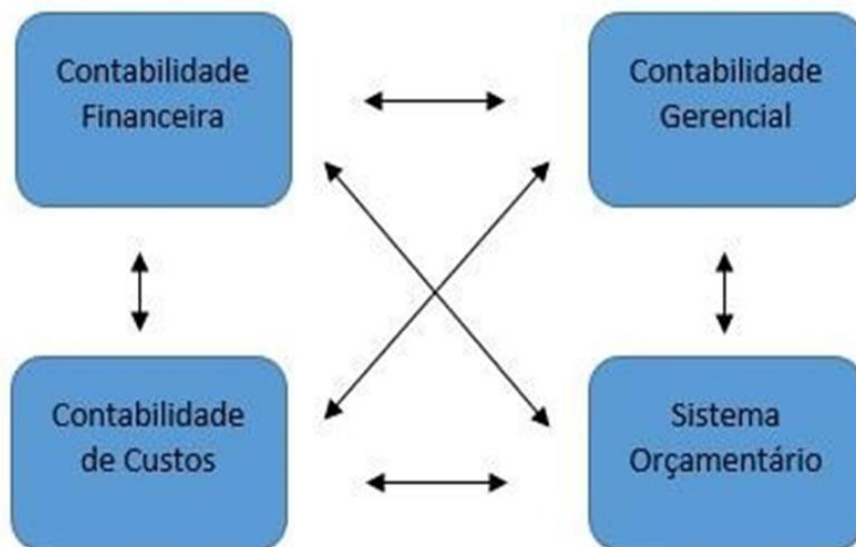 Contabilidade
Financeira
Contabilidade
Gerencial
Contabilidade
de Custos
Sistema
Orçamentário